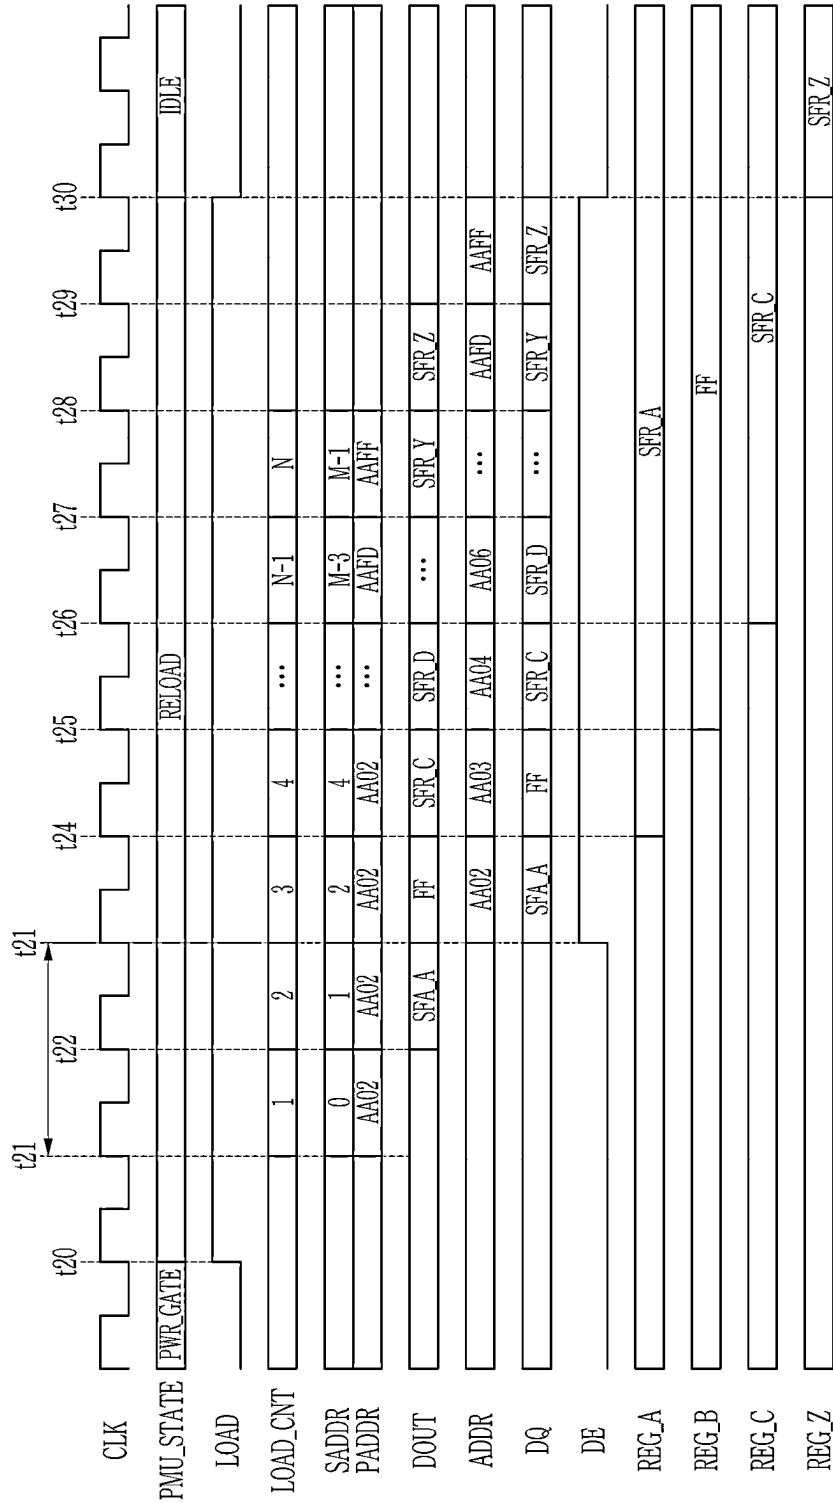 t20 t21 t22 t21 t24 t25 t26 t27 t28 t29 t30
CLK
PMU_STATE PWR_GATE RELOAD IDLE
LOAD
LOAD_CNT 1 2 3 4 ... N-1 N
SADDR 0 1 2 4 ... M-3 M-1
PADDR AA02 AA02 AA02 AA02 ... AAFD AAFF
DOUT SFA_A FF SFR_C SFR_D ... SFR_Y SFR_Z
ADDR AA02 AA03 AA04 AA06 ... AAFD AAFF
DQ SFA_A FF SFR_C SFR_D ... SFR_Y SFR_Z
DE
REG_A SFR_A
REG_B FF
REG_C SFR_C
REG_Z SFR_Z